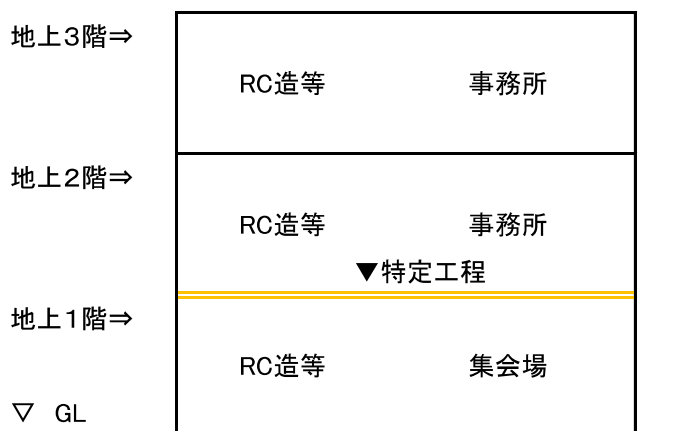 地上3階⇒
RC造等 事務所
地上2階⇒
RC造等 事務所
▼特定工程
地上1階⇒
RC造等 集会場
▽ GL